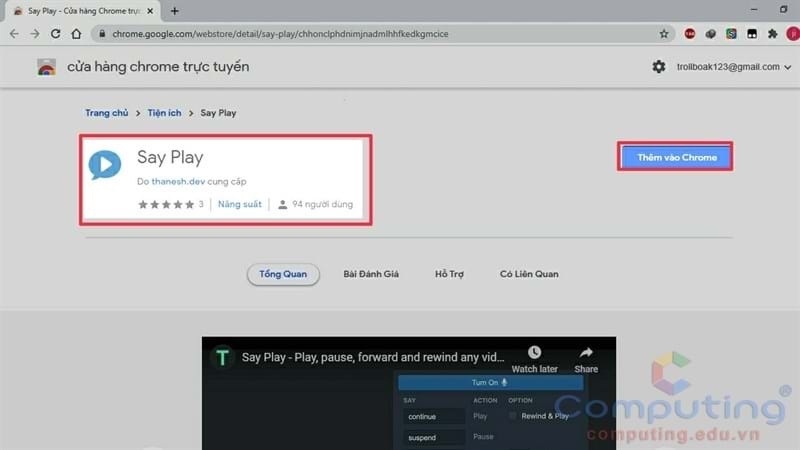 Say Play - Cửa hàng Chrome trực
chrome.google.com/webstore/detail/say-play/chhonclphdnimjnadmlhhfkedkgmcice
cửa hàng chrome trực tuyến
trollboak123@gmail.com
Trang chủ > Tiện ích > Say Play
Say Play
Do thanesh.dev cung cấp
3 Năng suất 94 người dùng
Thêm vào Chrome
Tổng Quan Bài Đánh Giá Hỗ Trợ Có Liên Quan
T Say Play - Play, pause, forward and rewind any vid...
Watch later Share
Turn On
SAY ACTION OPTION
continue Play Rewind & Play
suspend Pause
Computing®
computing.edu.vn